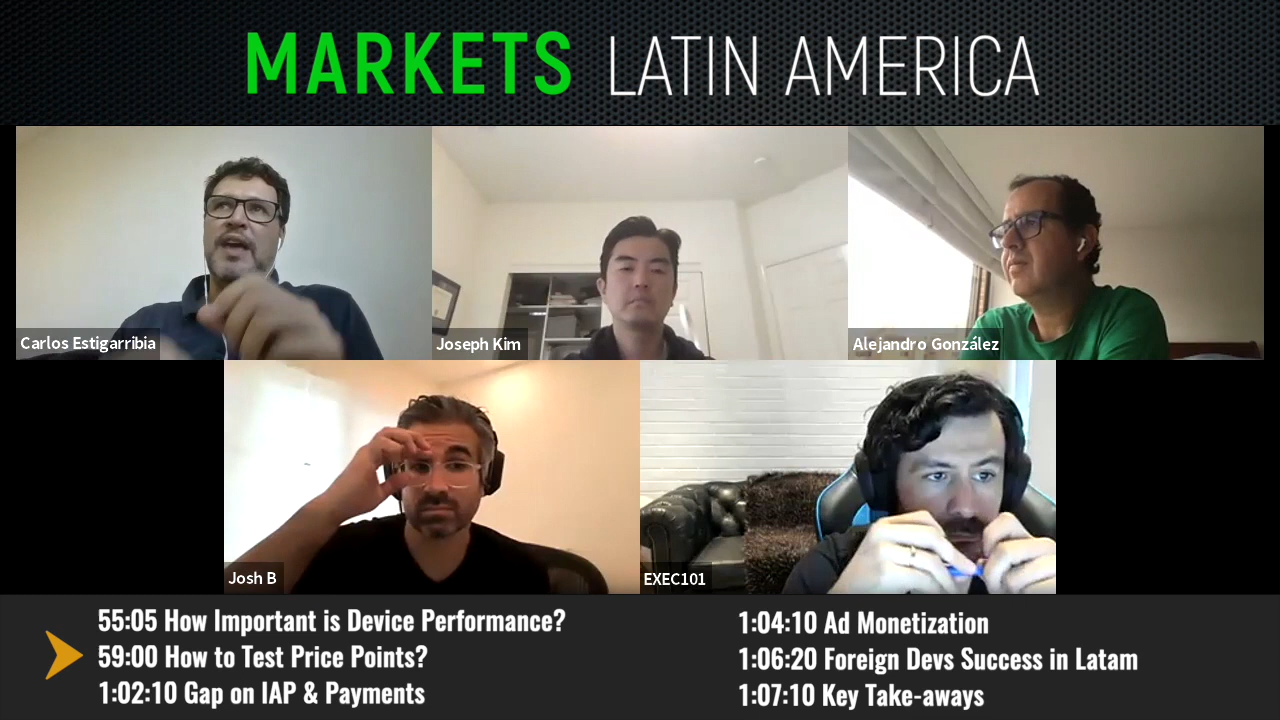 MARKETS LATIN AMERICA
Carlos Estigarribia
Joseph Kim
Alejandro González
Josh B
EXEC101
55:05 How Important is Device Performance?
59:00 How to Test Price Points?
1:02:10 Gap on IAP & Payments
1:04:10 Ad Monetization
1:06:20 Foreign Devs Success in Latam
1:07:10 Key Take-aways